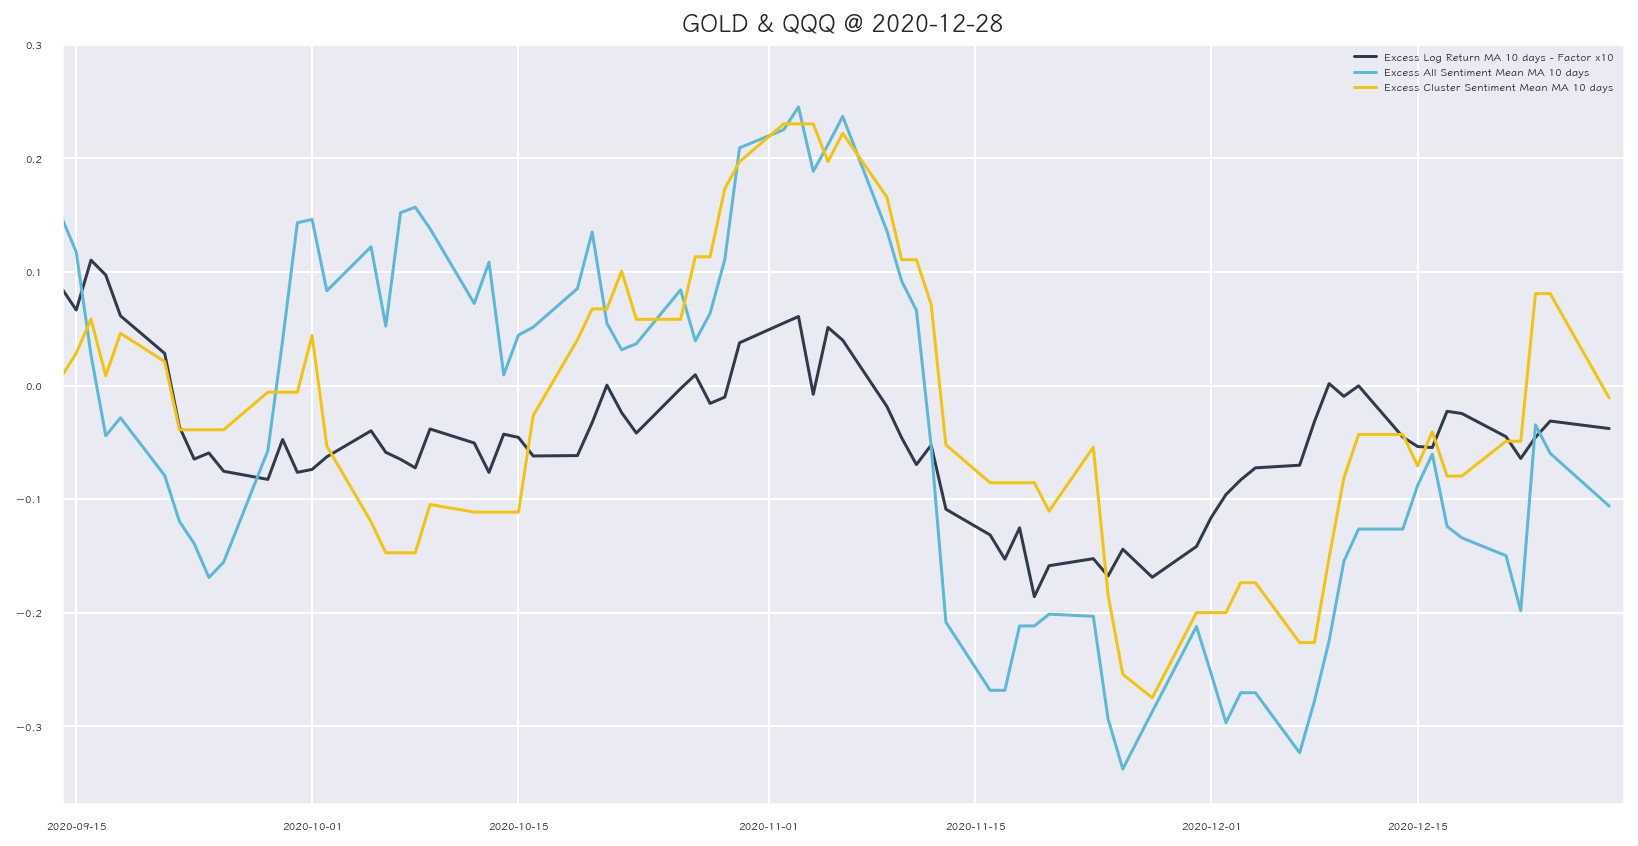 GOLD & QQQ @ 2020-12-28
Excess Log Return MA 10 days - Factor x10
Excess All Sentiment Mean MA 10 days
Excess Cluster Sentiment Mean MA 10 days
0.3
0.2
0.1
0.0
−0.1
−0.2
−0.3
2020-09-15 2020-10-01 2020-10-15 2020-11-01 2020-11-15 2020-12-01 2020-12-15